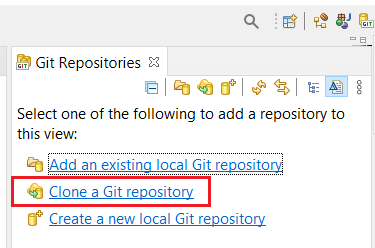 GIT
Git Repositories
Select one of the following to add a repository to
this view:
Add an existing local Git repository
Clone a Git repository
Create a new local Git repository